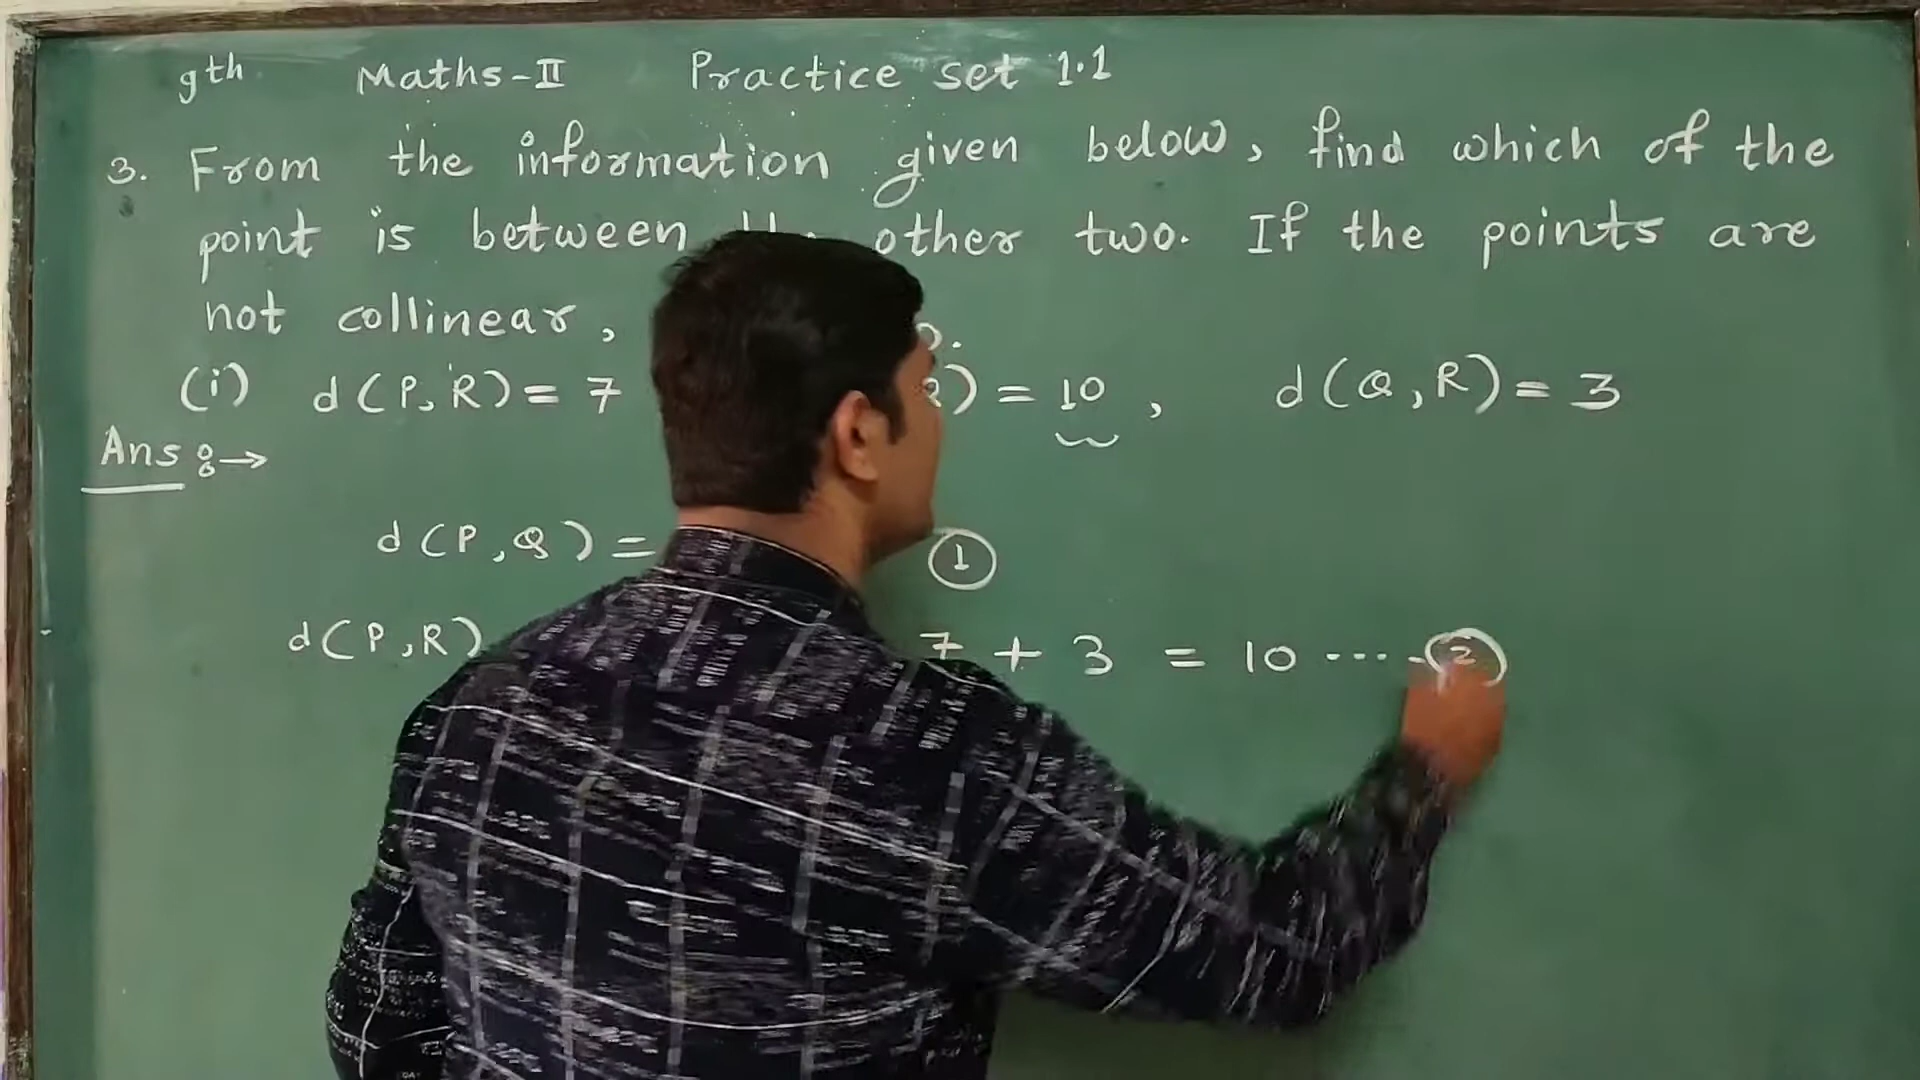 9th Maths-II Practice set 1.1
3. From the information given below, find which of the
point is between other two. If the points are
not collinear,
(i) d(P,R) = 7 ) = 10 , d(Q,R) = 3
Ans :→
d(P,Q) = 1
d(P,R) 7 + 3 = 10 ····· 2